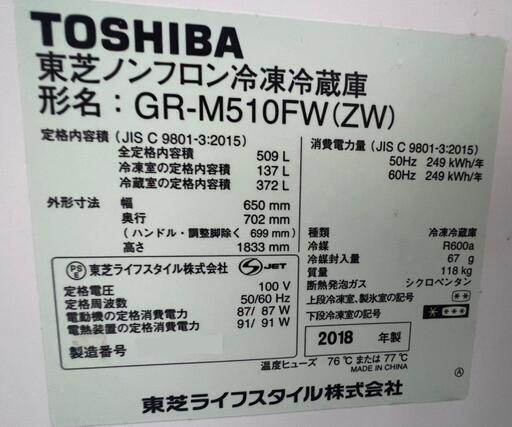 TOSHIBA
東芝ノンフロン冷凍冷蔵庫
形名：GR-M510FW(ZW)
定格内容積（JIS C 9801-3:2015）
全定格内容積 509 L
冷凍室の定格内容積 137 L
冷蔵室の定格内容積 372 L
外形寸法 幅 650 mm
奥行 702 mm
（ハンドル・調整脚除く 699 mm）
高さ 1833 mm
消費電力量（JIS C 9801-3:2015）
50Hz 249 kWh/年
60Hz 249 kWh/年
種類 冷凍冷蔵庫
冷媒 R600a
冷媒封入量 67 g
質量 118 kg
断熱発泡ガス シクロペンタン
上段冷凍室、製氷室の記号 **
下段冷凍室の記号 * ***
PS E 東芝ライフスタイル株式会社 S JET
定格電圧 100 V
定格周波数 50/60 Hz
電動機の定格消費電力 87/ 87 W
電熱装置の定格消費電力 91/ 91 W
製造番号
2018 年製
温度ヒューズ 76℃ または 77℃
MADE IN CHINA
Ⓐ
東芝ライフスタイル株式会社